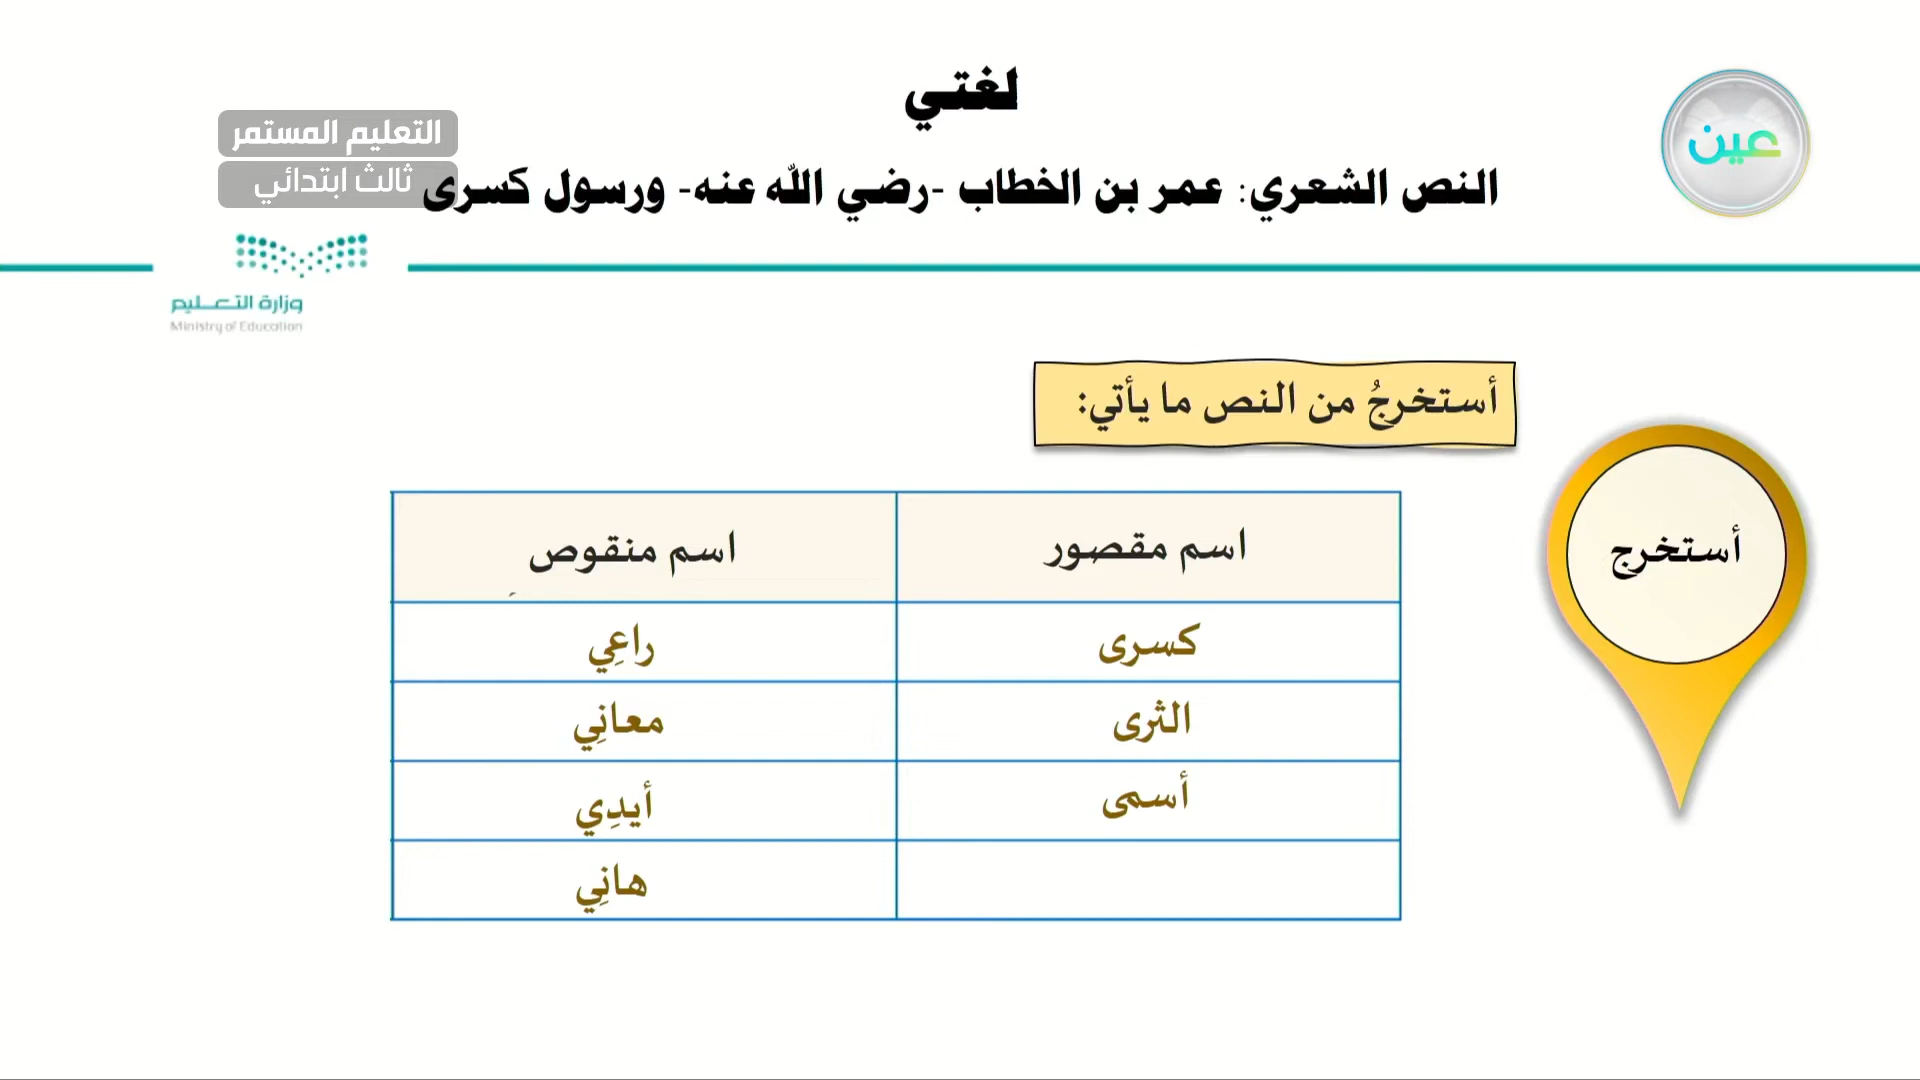 لغتي
عين
التعليم المستمر
ثالث ابتدائي
النص الشعري: عمر بن الخطاب -رضي الله عنه- ورسول كسرى
وزارة التعليم
Ministry of Education
أستخرجُ من النص ما يأتي:
أستخرج
اسم مقصور	اسم منقوص
كسرى	راعِي
الثرى	معانِي
أسمى	أيدِي
هانِي